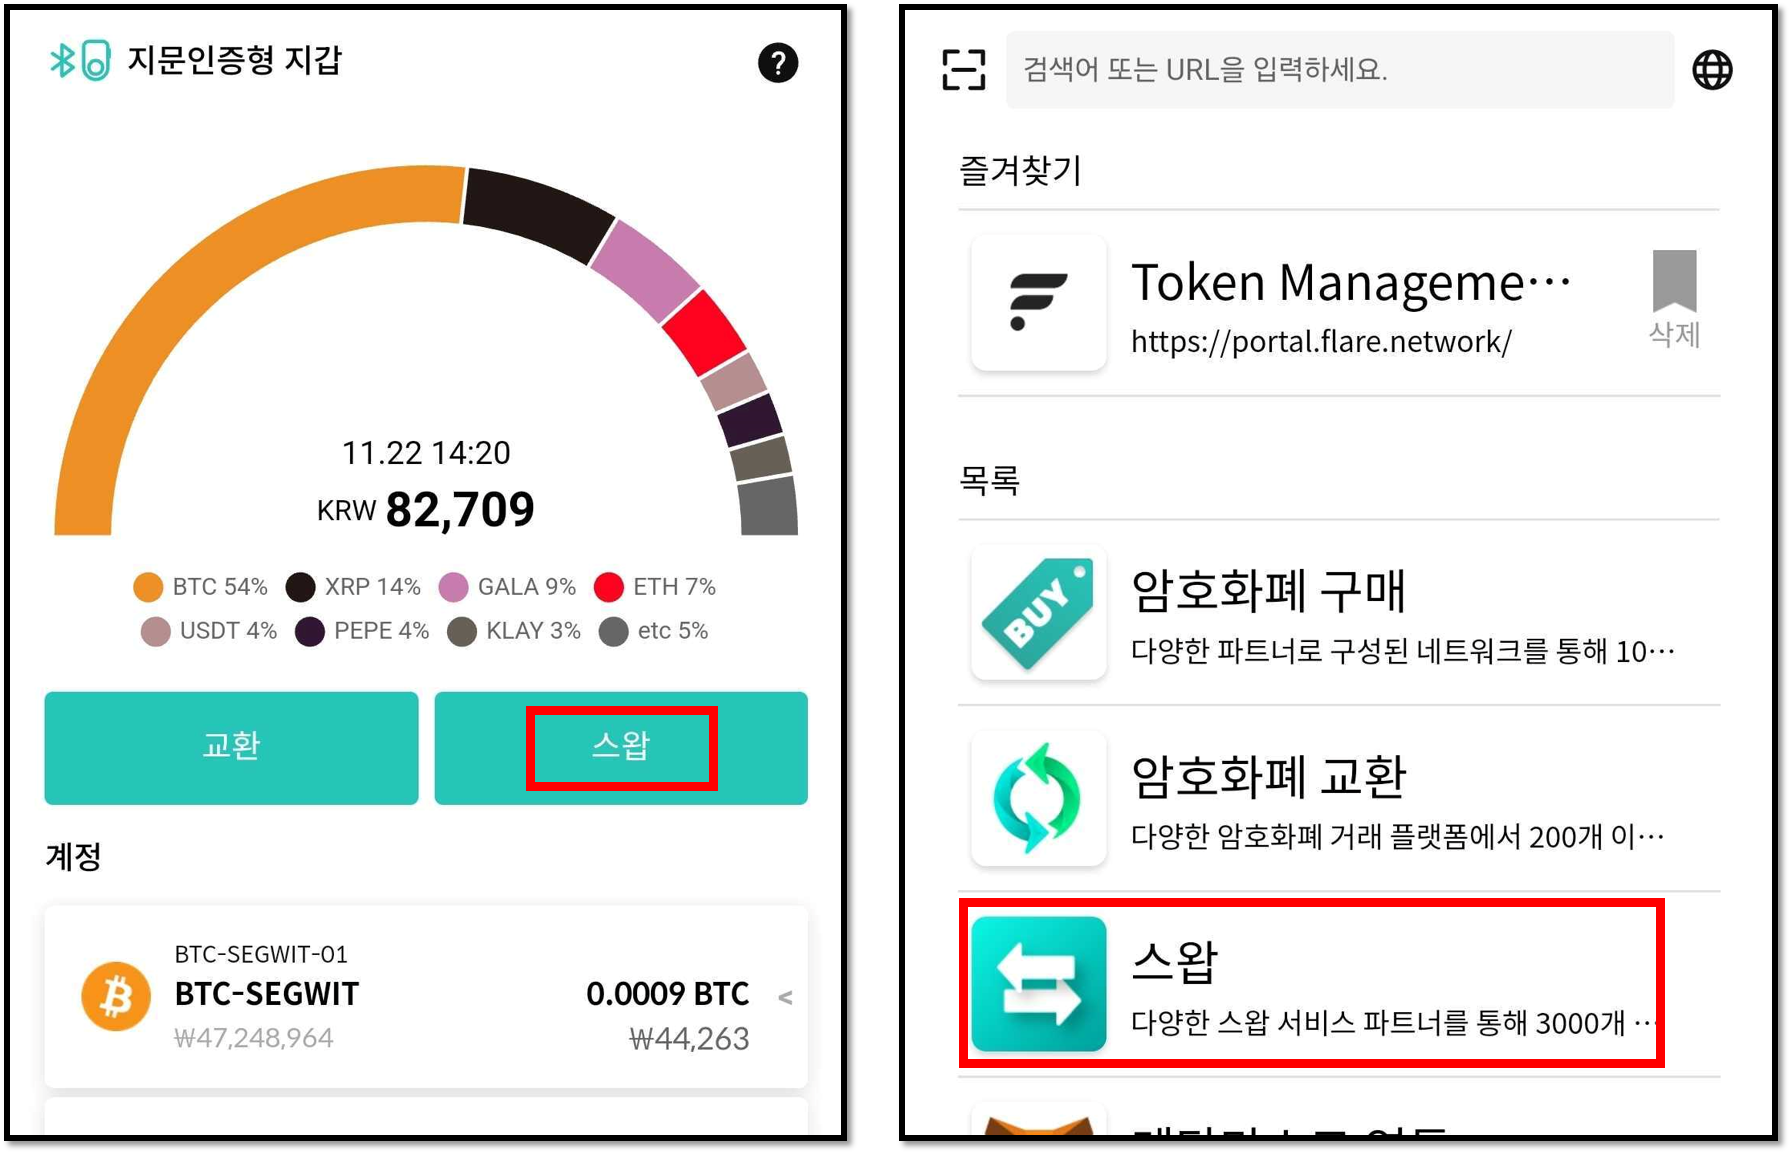 지문인증형 지갑
?
11.22 14:20
KRW 82,709
BTC 54% XRP 14% GALA 9% ETH 7%
USDT 4% PEPE 4% KLAY 3% etc 5%
교환
스왑
계정
BTC-SEGWIT-01
BTC-SEGWIT 0.0009 BTC <
₩47,248,964 ₩44,263
검색어 또는 URL을 입력하세요.
즐겨찾기
Token Manageme···
https://portal.flare.network/
삭제
목록
BUY
암호화폐 구매
다양한 파트너로 구성된 네트워크를 통해 10···
암호화폐 교환
다양한 암호화폐 거래 플랫폼에서 200개 이···
스왑
다양한 스왑 서비스 파트너를 통해 3000개 ···